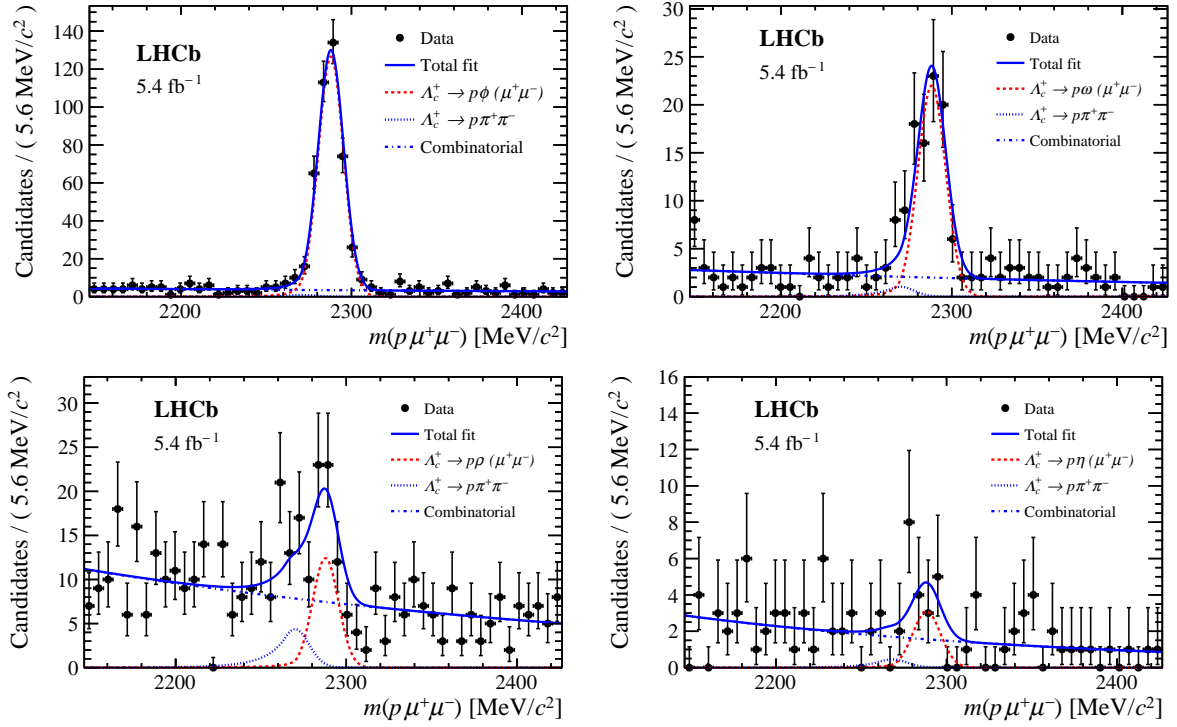 Candidates / ( 5.6 MeV/c²)
140
120
100
80
60
40
20
0
LHCb
5.4 fb⁻¹
Data
Total fit
Λc⁺ → pϕ (μ⁺μ⁻)
Λc⁺ → pπ⁺π⁻
Combinatorial
2200
2300
2400
m(pμ⁺μ⁻) [MeV/c²]
Candidates / ( 5.6 MeV/c²)
30
25
20
15
10
5
0
LHCb
5.4 fb⁻¹
Data
Total fit
Λc⁺ → pω (μ⁺μ⁻)
Λc⁺ → pπ⁺π⁻
Combinatorial
2200
2300
2400
m(pμ⁺μ⁻) [MeV/c²]
Candidates / ( 5.6 MeV/c²)
30
25
20
15
10
5
0
LHCb
5.4 fb⁻¹
Data
Total fit
Λc⁺ → pρ (μ⁺μ⁻)
Λc⁺ → pπ⁺π⁻
Combinatorial
2200
2300
2400
m(pμ⁺μ⁻) [MeV/c²]
Candidates / ( 5.6 MeV/c²)
16
14
12
10
8
6
4
2
0
LHCb
5.4 fb⁻¹
Data
Total fit
Λc⁺ → pη (μ⁺μ⁻)
Λc⁺ → pπ⁺π⁻
Combinatorial
2200
2300
2400
m(pμ⁺μ⁻) [MeV/c²]